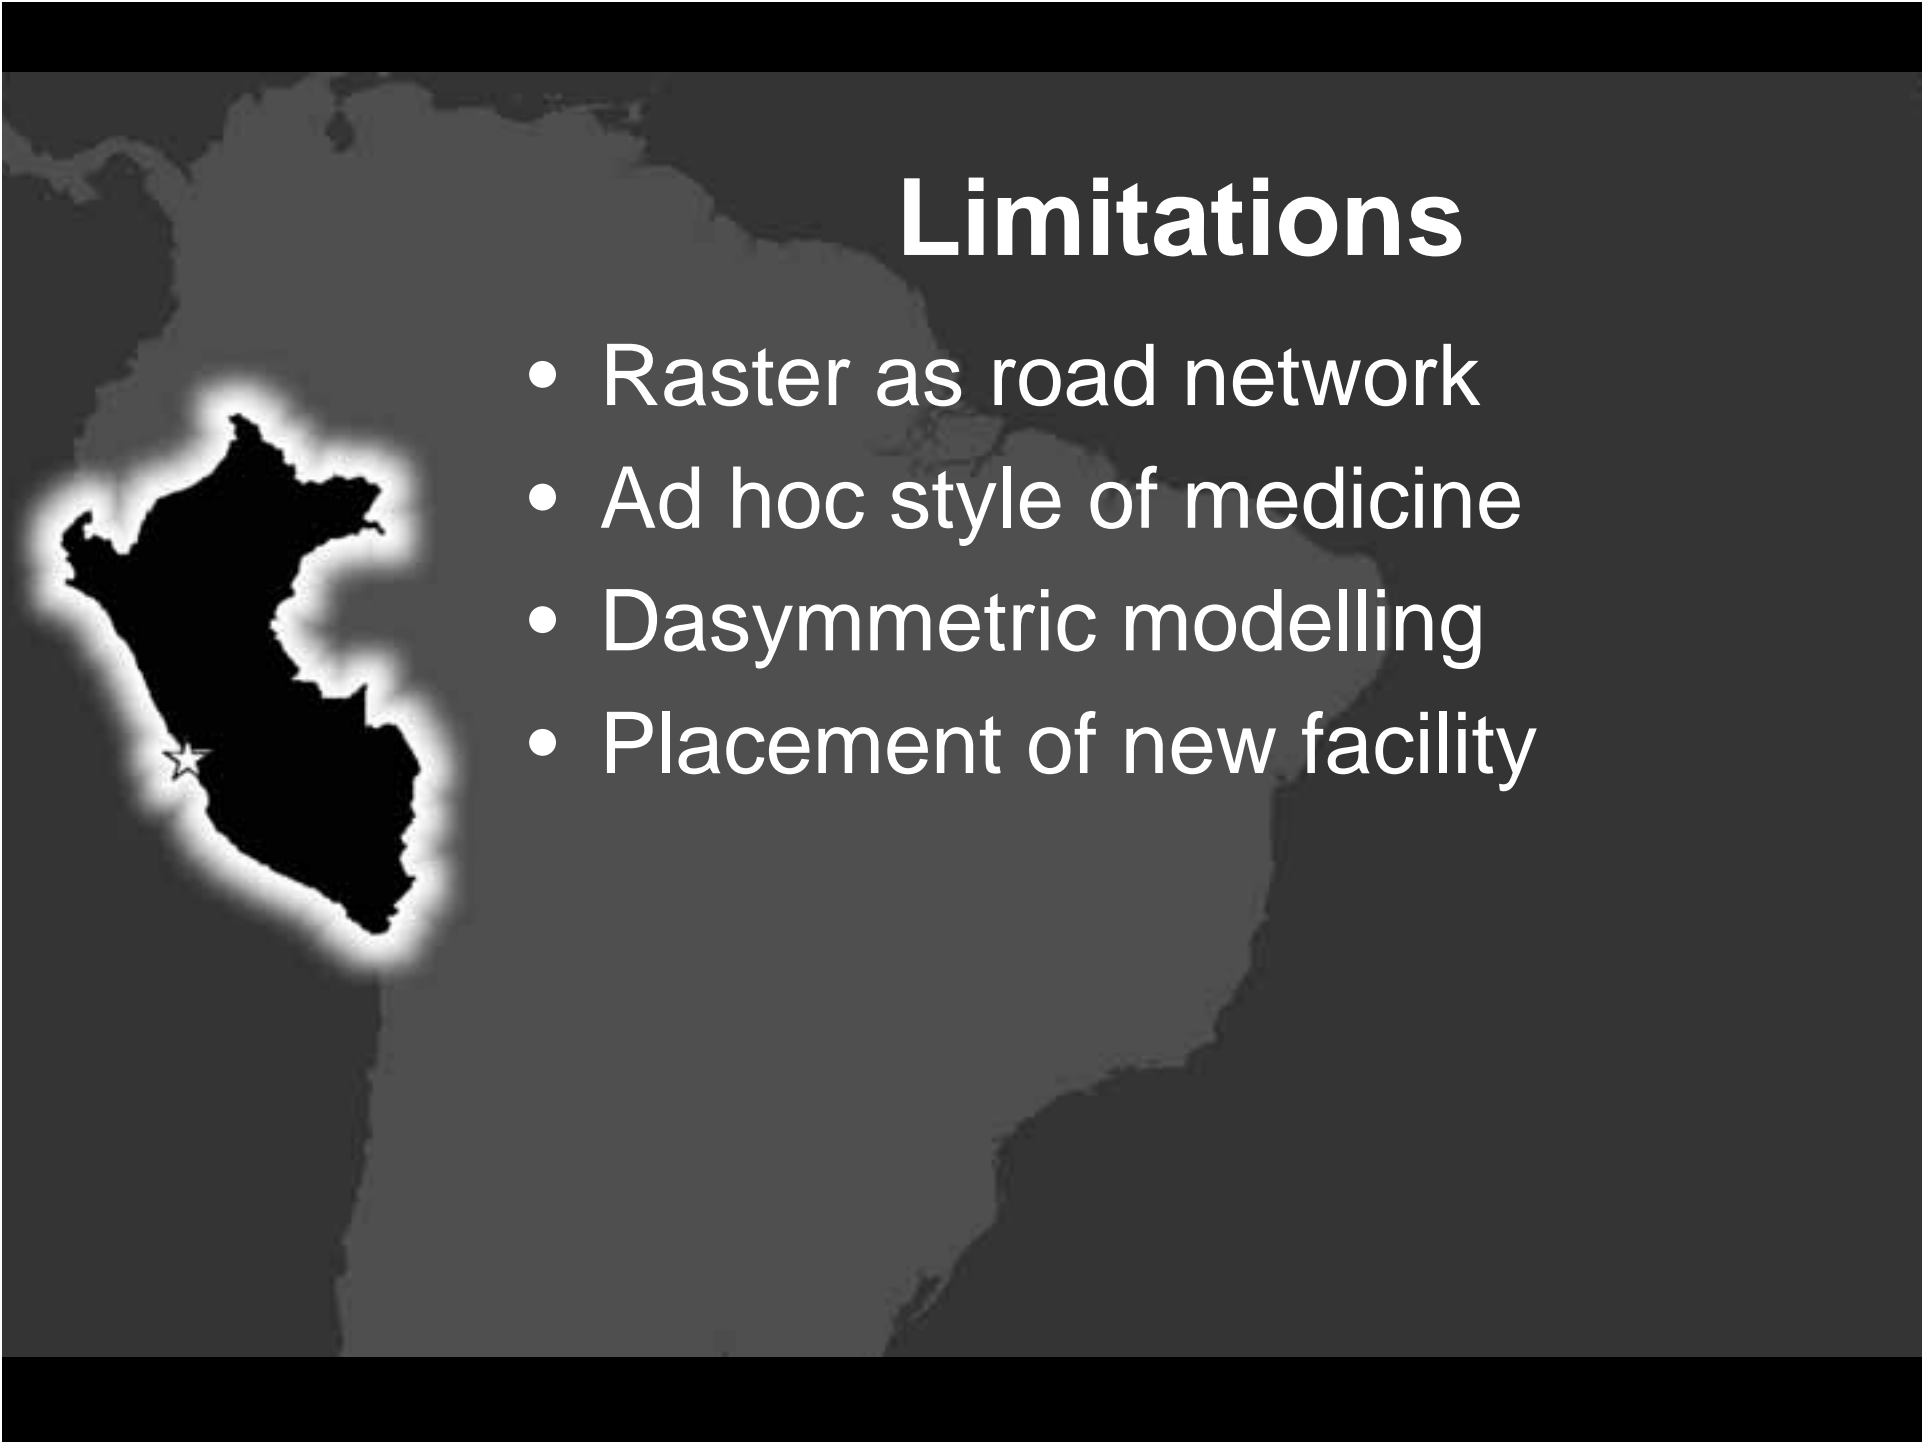 Limitations
• Raster as road network
• Ad hoc style of medicine
• Dasymmetric modelling
• Placement of new facility